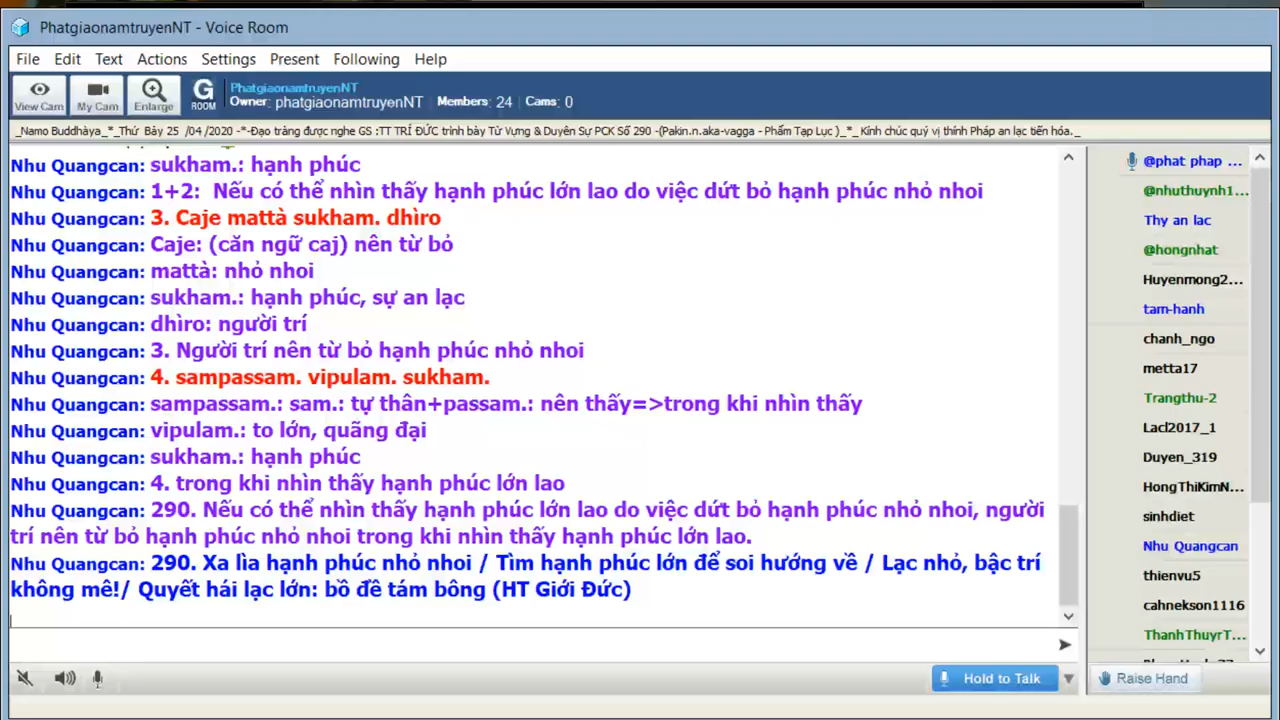 PhatgiaonamtruyenNT - Voice Room
File Edit Text Actions Settings Present Following Help
View Cam My Cam Enlarge G ROOM
PhatgiaonamtruyenNT
Owner: phatgiaonamtruyenNT Members: 24 Cams: 0
_Namo Buddhàya_*_Thứ Bảy 25 /04 /2020 -*-Đạo tràng được nghe GS :TT TRÍ ĐỨC trình bày Từ Vựng & Duyên Sự PCK Số 290 -(Pakin.n.aka-vagga - Phẩm Tạp Lục )_*_ Kính chúc quý vị thính Pháp an lạc tiến hóa._
Nhu Quangcan: sukham.: hạnh phúc
Nhu Quangcan: 1+2: Nếu có thể nhìn thấy hạnh phúc lớn lao do việc dứt bỏ hạnh phúc nhỏ nhoi
Nhu Quangcan: 3. Caje mattà sukham. dhìro
Nhu Quangcan: Caje: (căn ngữ caj) nên từ bỏ
Nhu Quangcan: mattà: nhỏ nhoi
Nhu Quangcan: sukham.: hạnh phúc, sự an lạc
Nhu Quangcan: dhìro: người trí
Nhu Quangcan: 3. Người trí nên từ bỏ hạnh phúc nhỏ nhoi
Nhu Quangcan: 4. sampassam. vipulam. sukham.
Nhu Quangcan: sampassam.: sam.: tự thân+passam.: nên thấy=>trong khi nhìn thấy
Nhu Quangcan: vipulam.: to lớn, quãng đại
Nhu Quangcan: sukham.: hạnh phúc
Nhu Quangcan: 4. trong khi nhìn thấy hạnh phúc lớn lao
Nhu Quangcan: 290. Nếu có thể nhìn thấy hạnh phúc lớn lao do việc dứt bỏ hạnh phúc nhỏ nhoi, người
trí nên từ bỏ hạnh phúc nhỏ nhoi trong khi nhìn thấy hạnh phúc lớn lao.
Nhu Quangcan: 290. Xa lìa hạnh phúc nhỏ nhoi / Tìm hạnh phúc lớn để soi hướng về / Lạc nhỏ, bậc trí
không mê!/ Quyết hái lạc lớn: bồ đề tám bông (HT Giới Đức)
@phat phap ...
@nhuthuynh1...
Thy an lac
@hongnhat
Huyenmong2...
tam-hanh
chanh_ngo
metta17
Trangthu-2
Lacl2017_1
Duyen_319
HongThiKimN...
sinhdiet
Nhu Quangcan
thienvu5
cahnekson1116
ThanhThuyrT...
Hold to Talk
Raise Hand